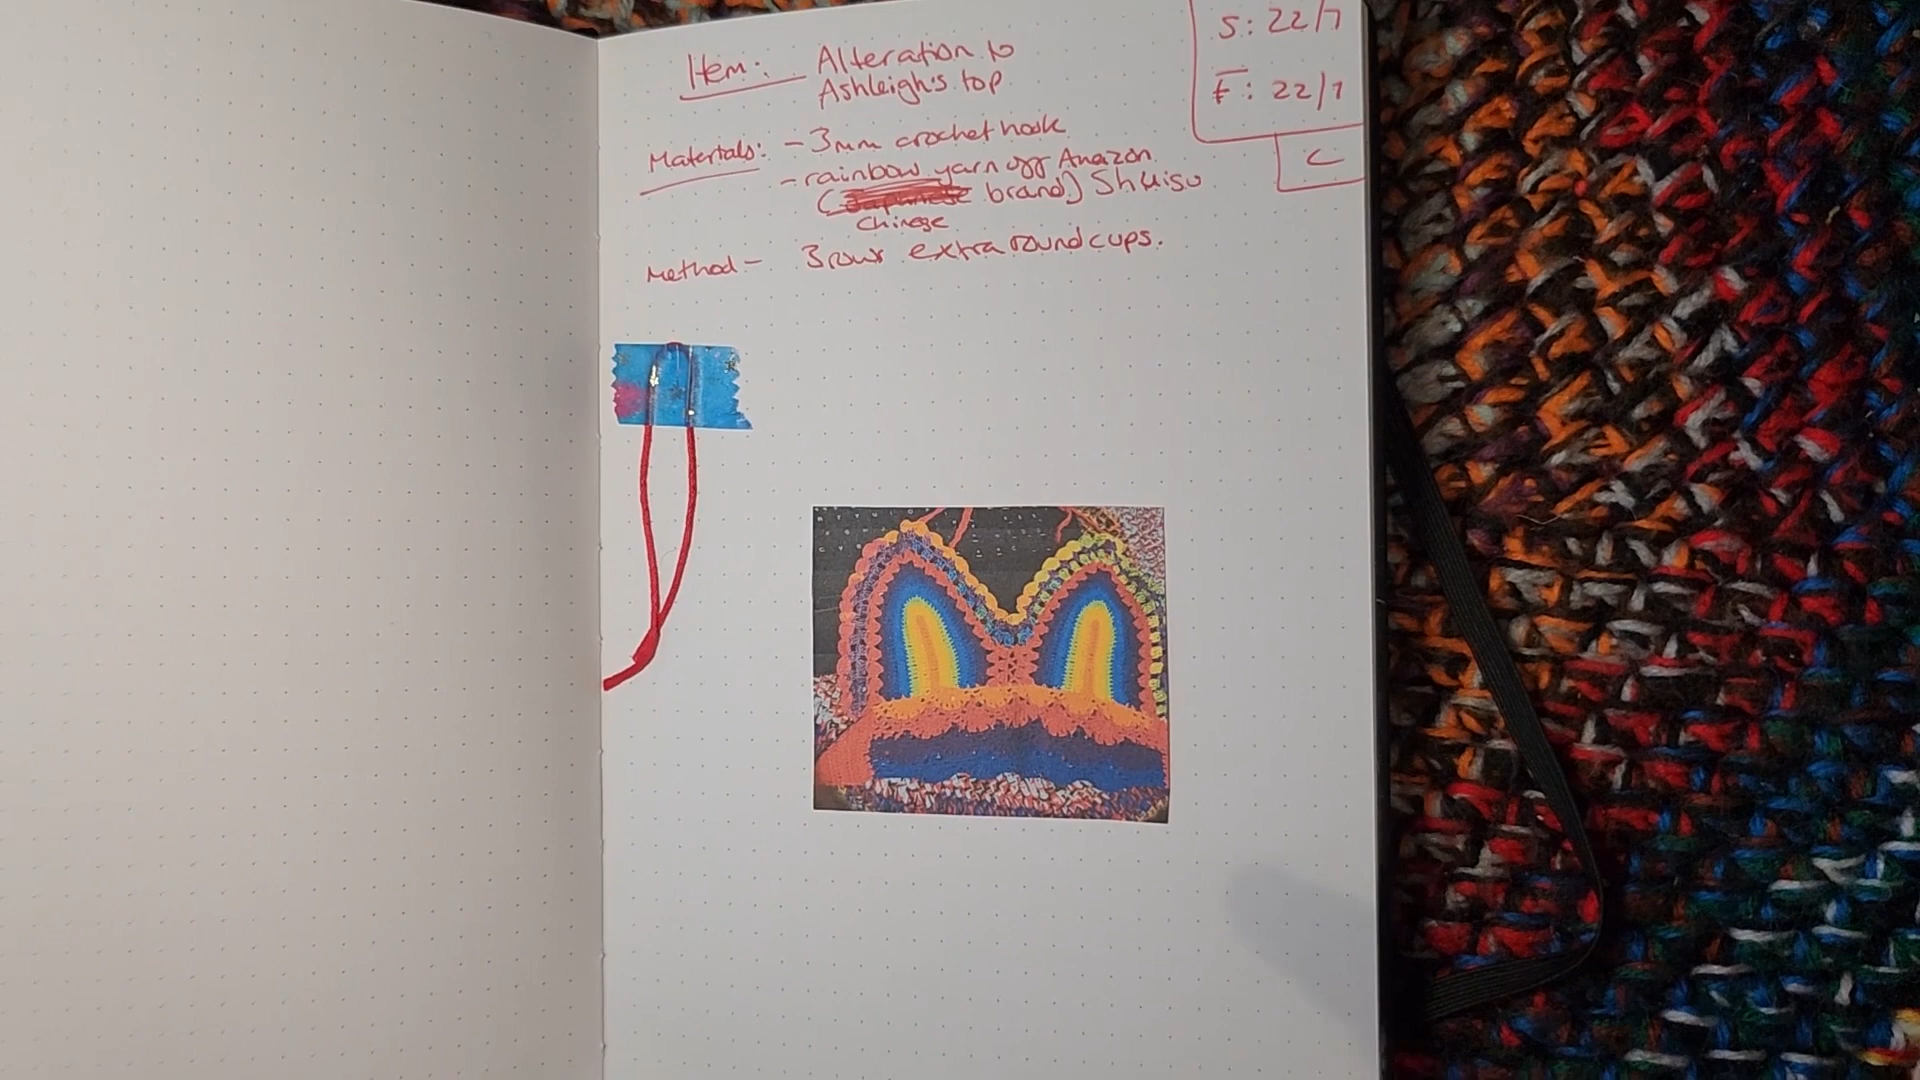 Item: Alteration to
Ashleigh's top
S: 22/7
F: 22/7
C
Materials: - 3mm crochet hook
- rainbow yarn off Amazon
( brand) Shuiso
Chinese
Method - 3 rows extra round cups.